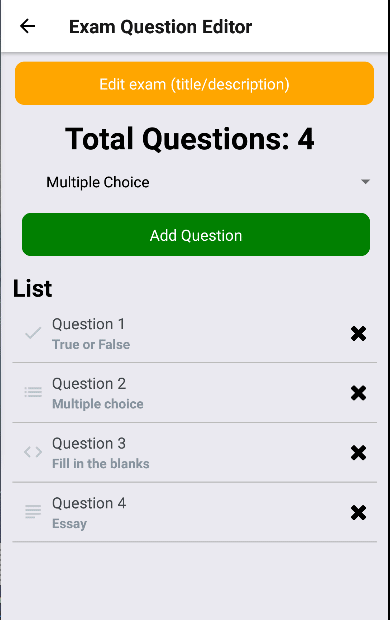 Exam Question Editor
Edit exam (title/description)
Total Questions: 4
Multiple Choice
Add Question
List
Question 1
True or False
Question 2
Multiple choice
Question 3
Fill in the blanks
Question 4
Essay